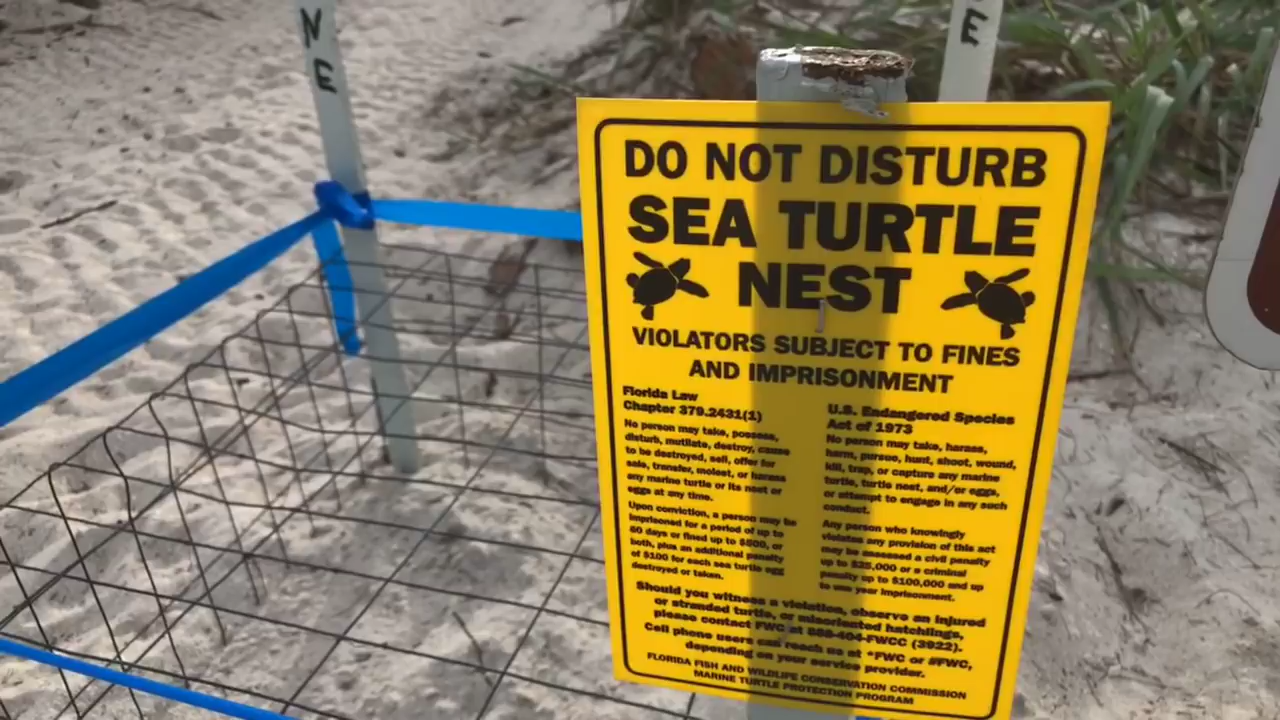 N
E
E
DO NOT DISTURB
SEA TURTLE
NEST
VIOLATORS SUBJECT TO FINES
AND IMPRISONMENT
Florida Law
Chapter 379.2431(1)
No person may take, possess,
disturb, mutilate, destroy, cause
to be destroyed, sell, offer for
sale, transfer, molest, or harass
any marine turtle or its nest or
eggs at any time.
Upon conviction, a person may be
imprisoned for a period of up to
60 days or fined up to $500, or
both, plus an additional penalty
of $100 for each sea turtle egg
destroyed or taken.
U.S. Endangered Species
Act of 1973
No person may take, harass,
harm, pursue, hunt, shoot, wound,
kill, trap, or capture any marine
turtle, turtle nest, and/or eggs,
or attempt to engage in any such
conduct.
Any person who knowingly
violates any provision of this act
may be assessed a civil penalty
up to $25,000 or a criminal
penalty up to $100,000 and up
to one year imprisonment.
Should you witness a violation, observe an injured
or stranded turtle, or misoriented hatchlings,
please contact FWC at 888-404-FWCC (3922).
Cell phone users can reach us at *FWC or #FWC,
depending on your service provider.
FLORIDA FISH AND WILDLIFE CONSERVATION COMMISSION
MARINE TURTLE PROTECTION PROGRAM